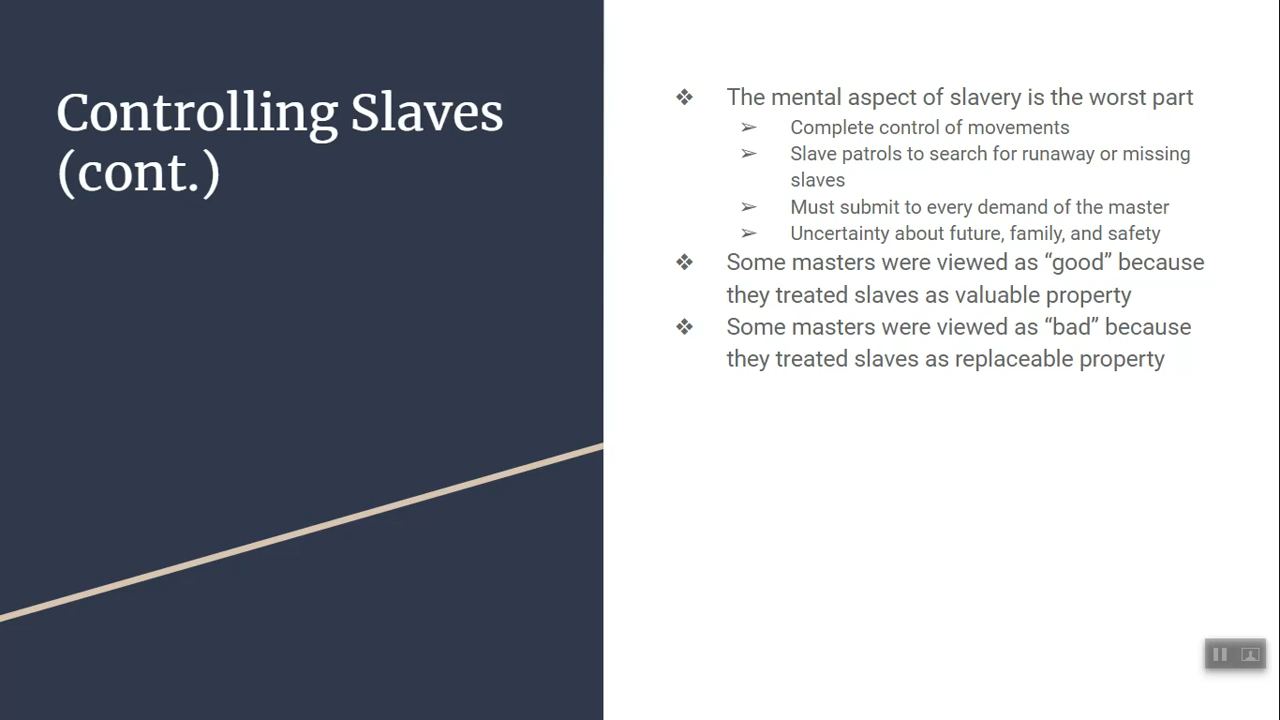 Controlling Slaves
(cont.)
❖ The mental aspect of slavery is the worst part
➢ Complete control of movements
➢ Slave patrols to search for runaway or missing
slaves
➢ Must submit to every demand of the master
➢ Uncertainty about future, family, and safety
❖ Some masters were viewed as “good” because
they treated slaves as valuable property
❖ Some masters were viewed as “bad” because
they treated slaves as replaceable property